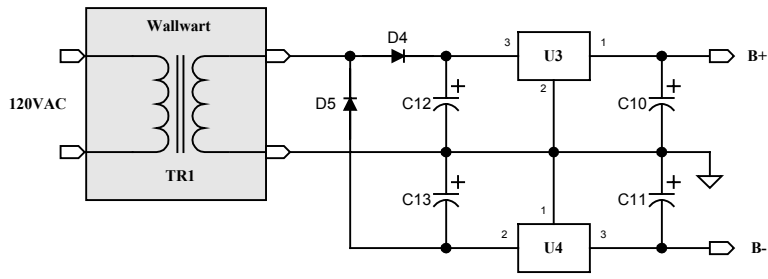 Wallwart
120VAC
TR1
D4
D5
C12
+
3
U3
1
2
C10
+
B+
C13
+
1
2
U4
3
C11
+
B-